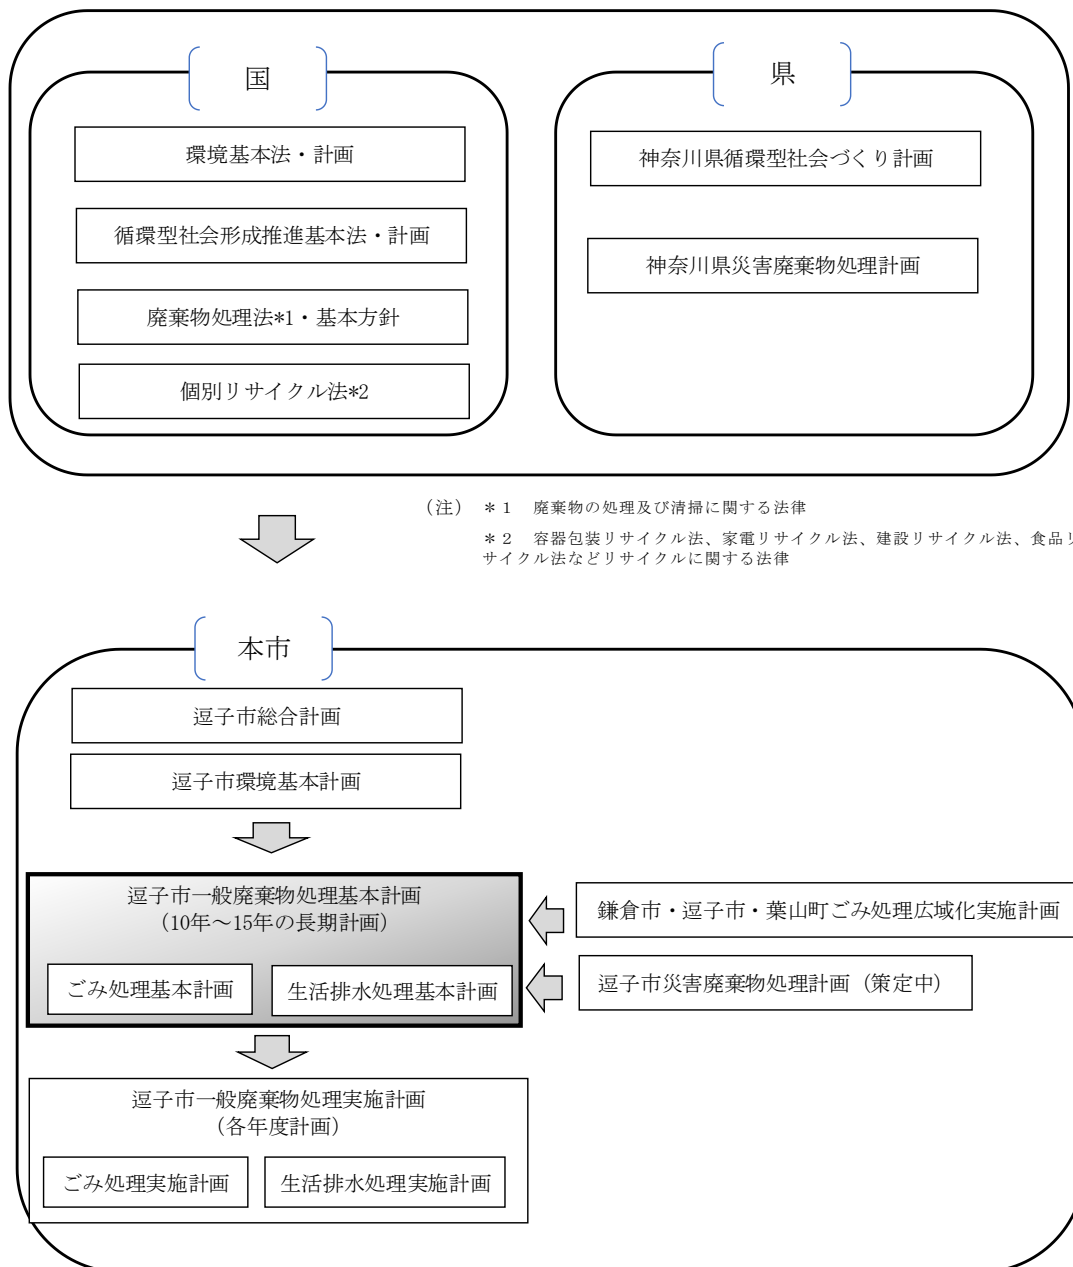 国
環境基本法・計画
循環型社会形成推進基本法・計画
廃棄物処理法*1・基本方針
個別リサイクル法*2
県
神奈川県循環型社会づくり計画
神奈川県災害廃棄物処理計画
（注） ＊１　廃棄物の処理及び清掃に関する法律
＊２　容器包装リサイクル法、家電リサイクル法、建設リサイクル法、食品リ
サイクル法などリサイクルに関する法律
本市
逗子市総合計画
逗子市環境基本計画
逗子市一般廃棄物処理基本計画
（10年～15年の長期計画）
ごみ処理基本計画
生活排水処理基本計画
鎌倉市・逗子市・葉山町ごみ処理広域化実施計画
逗子市災害廃棄物処理計画（策定中）
逗子市一般廃棄物処理実施計画
（各年度計画）
ごみ処理実施計画
生活排水処理実施計画